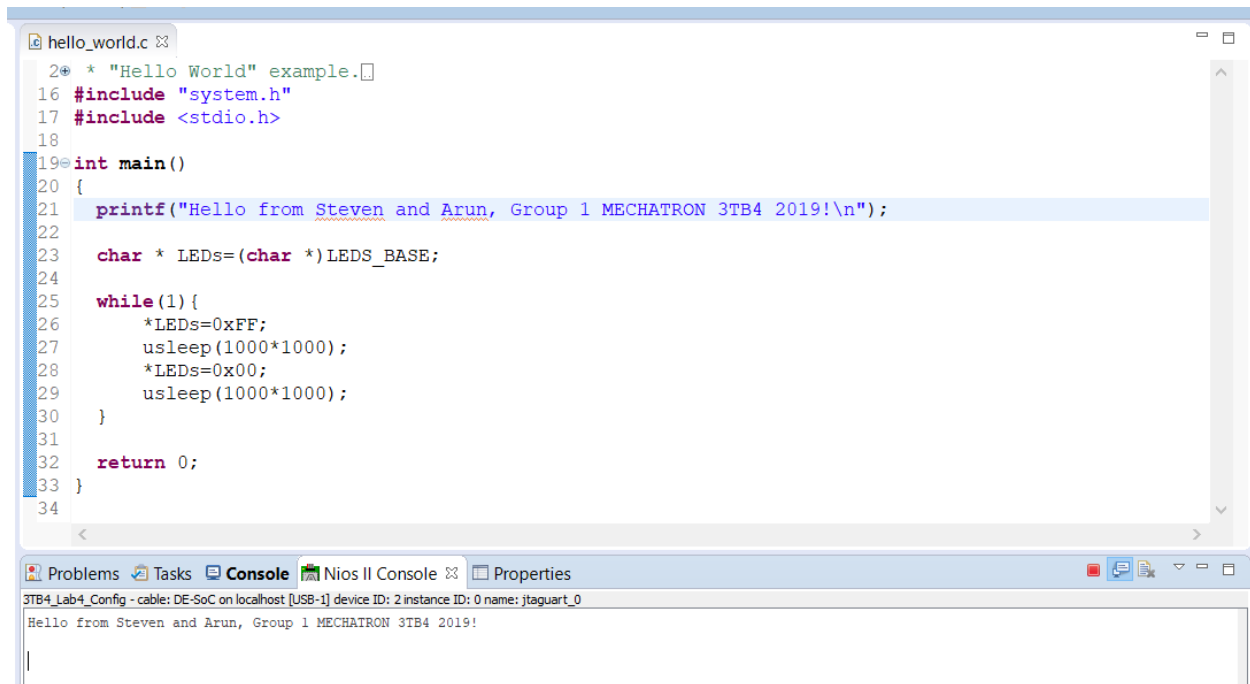 hello_world.c
2 * "Hello World" example.
16 #include "system.h"
17 #include <stdio.h>
18
19 int main()
20 {
21   printf("Hello from Steven and Arun, Group 1 MECHATRON 3TB4 2019!\n");
22
23   char * LEDs=(char *)LEDS_BASE;
24
25   while(1){
26       *LEDs=0xFF;
27       usleep(1000*1000);
28       *LEDs=0x00;
29       usleep(1000*1000);
30   }
31
32   return 0;
33 }
34
Problems Tasks Console Nios II Console Properties
3TB4_Lab4_Config - cable: DE-SoC on localhost [USB-1] device ID: 2 instance ID: 0 name: jtaguart_0
Hello from Steven and Arun, Group 1 MECHATRON 3TB4 2019!